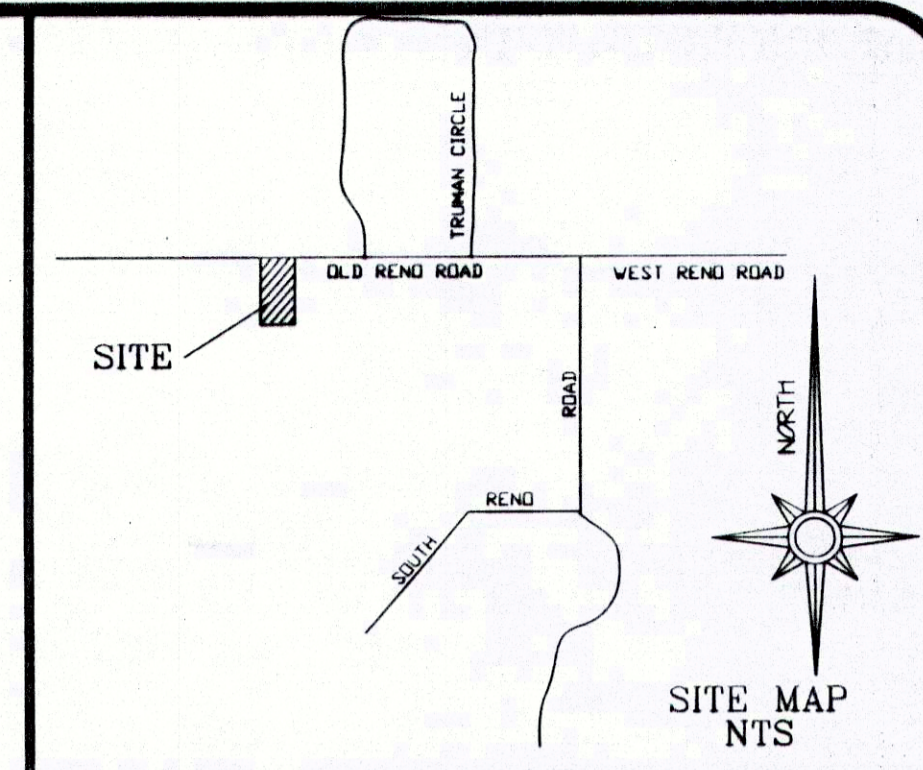 TRUMAN CIRCLE
OLD RENO ROAD
WEST RENO ROAD
SITE
ROAD
NORTH
RENO
SOUTH
SITE MAP
NTS